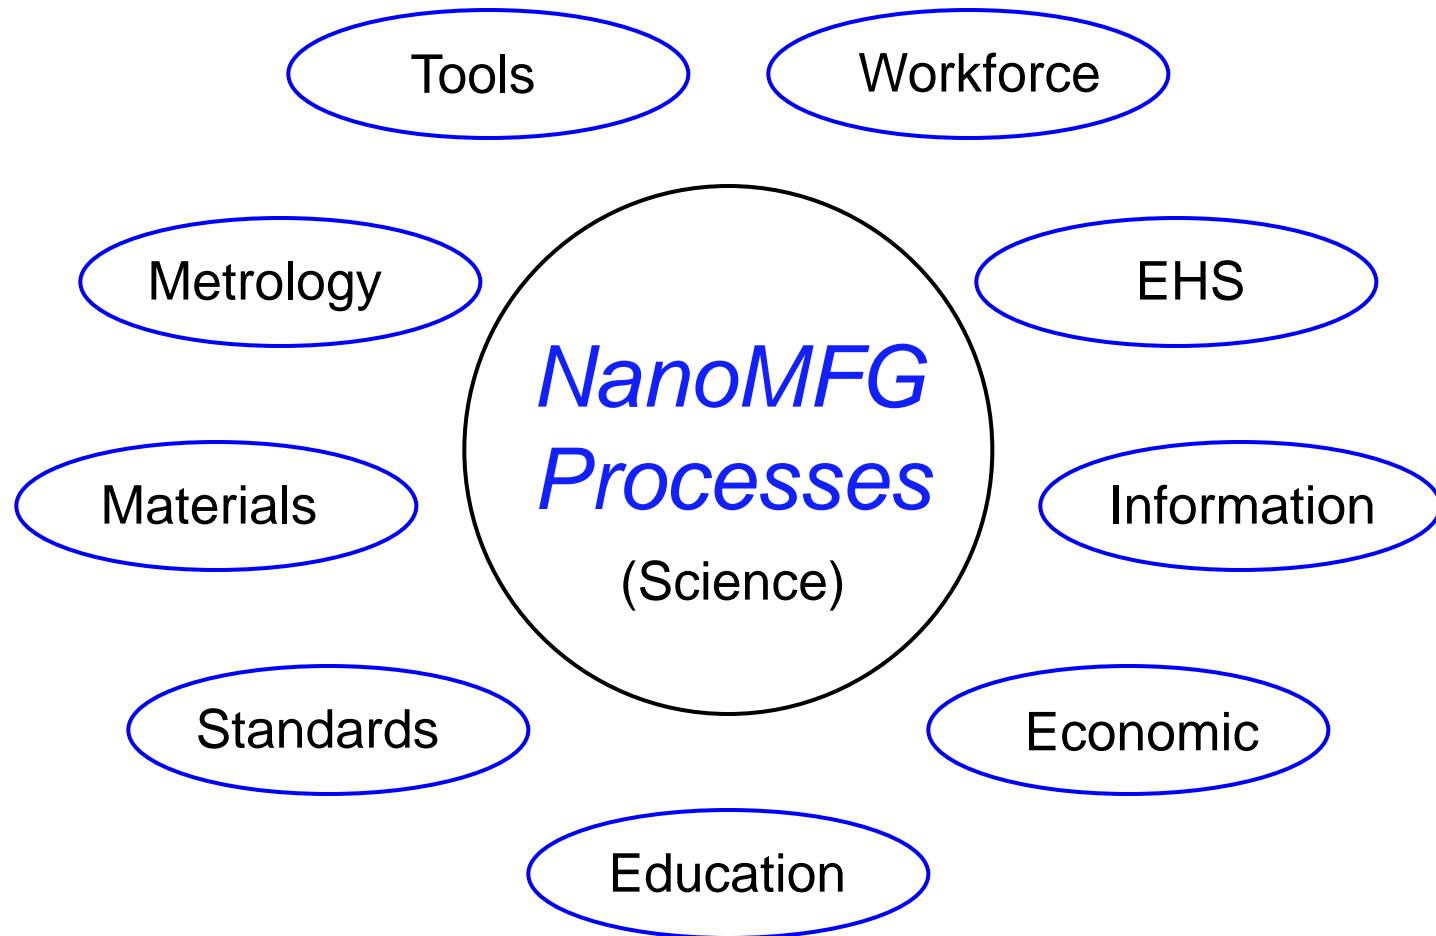 Tools
Workforce
Metrology
EHS
NanoMFG
Processes
(Science)
Materials
Information
Standards
Economic
Education